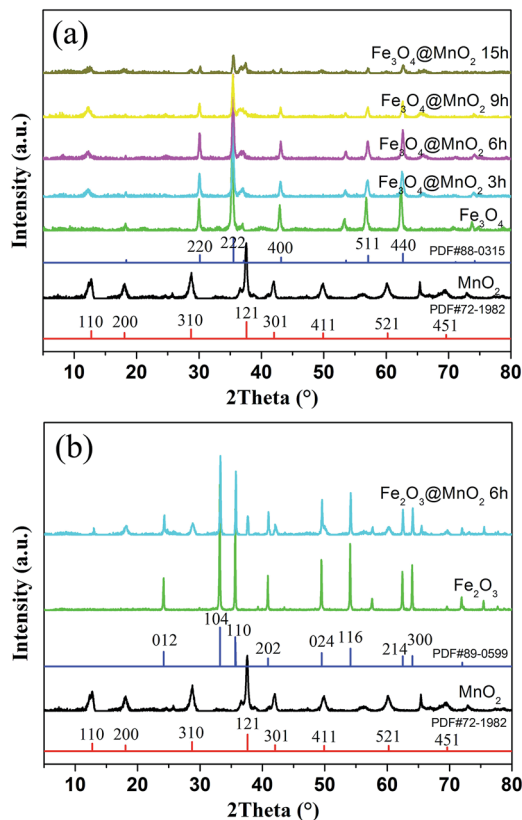 (a)
Fe3O4@MnO2 15h
Fe3O4@MnO2 9h
Fe3O4@MnO2 6h
Fe3O4@MnO2 3h
Fe3O4
220 222 400 511 440
PDF#88-0315
MnO2
PDF#72-1982
110 200 310 121 301 411 521 451
10 20 30 40 50 60 70 80
2Theta (°)
Intensity (a.u.)
(b)
Fe2O3@MnO2 6h
Fe2O3
012 104 110 202 024 116 214 300
PDF#89-0599
MnO2
PDF#72-1982
110 200 310 121 301 411 521 451
10 20 30 40 50 60 70 80
2Theta (°)
Intensity (a.u.)